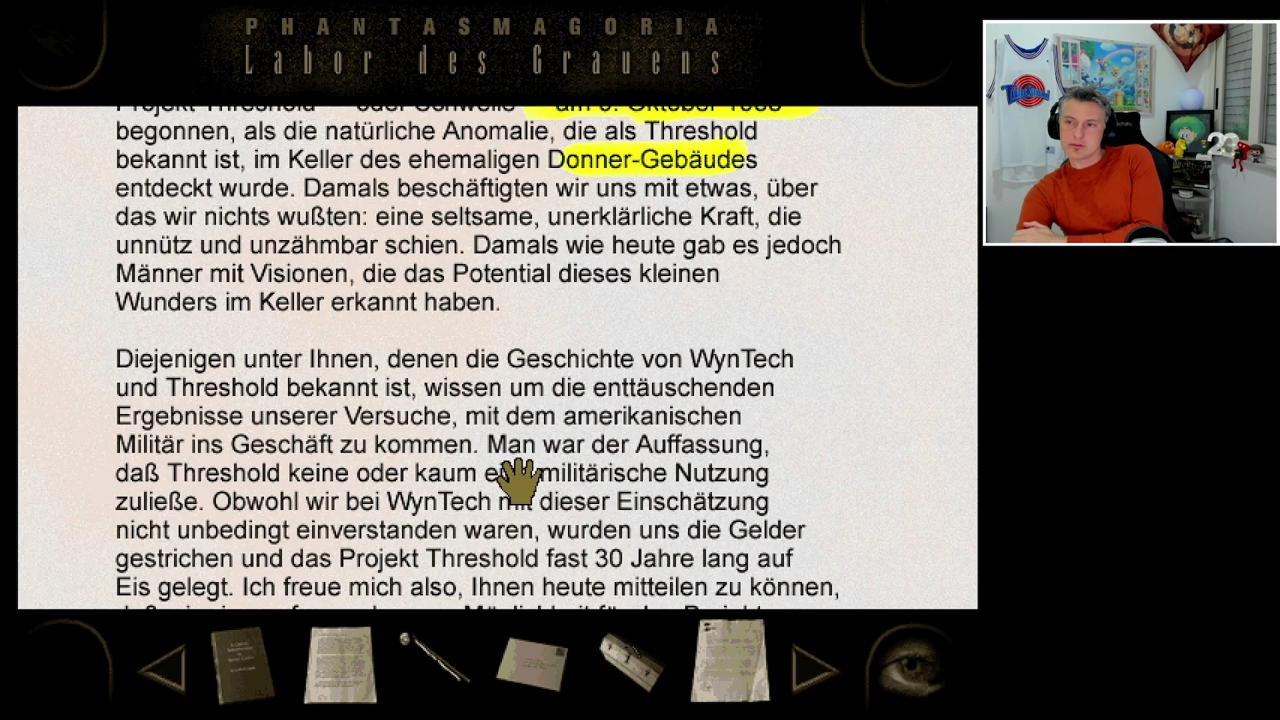 PHANTASMAGORIA
Labor des Grauens
begonnen, als die natürliche Anomalie, die als Threshold
bekannt ist, im Keller des ehemaligen Donner-Gebäudes
entdeckt wurde. Damals beschäftigten wir uns mit etwas, über
das wir nichts wußten: eine seltsame, unerklärliche Kraft, die
unnütz und unzähmbar schien. Damals wie heute gab es jedoch
Männer mit Visionen, die das Potential dieses kleinen
Wunders im Keller erkannt haben.
Diejenigen unter Ihnen, denen die Geschichte von WynTech
und Threshold bekannt ist, wissen um die enttäuschenden
Ergebnisse unserer Versuche, mit dem amerikanischen
Militär ins Geschäft zu kommen. Man war der Auffassung,
daß Threshold keine oder kaum militärische Nutzung
zuließe. Obwohl wir bei WynTech mit dieser Einschätzung
nicht unbedingt einverstanden waren, wurden uns die Gelder
gestrichen und das Projekt Threshold fast 30 Jahre lang auf
Eis gelegt. Ich freue mich also, Ihnen heute mitteilen zu können,